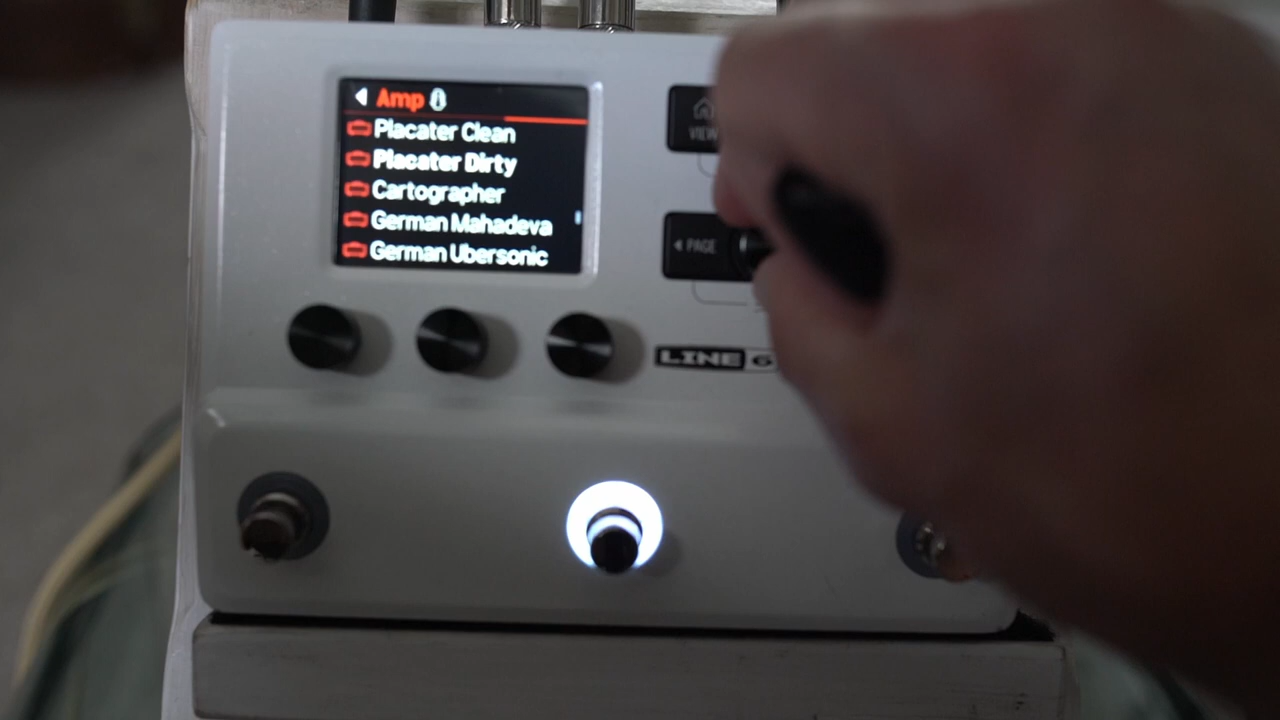 Amp
Placater Clean
Placater Dirty
Cartographer
German Mahadeva
German Ubersonic
VIEW
PAGE
LINE 6